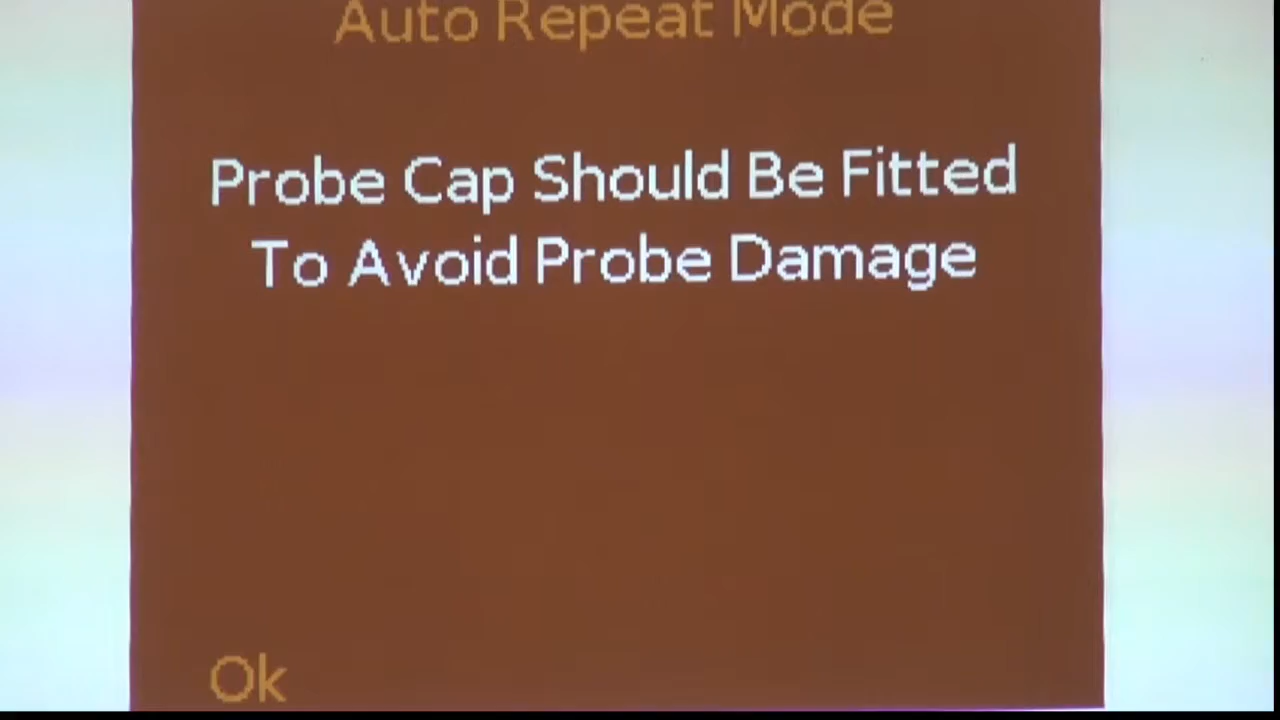 Auto Repeat Mode
Probe Cap Should Be Fitted
To Avoid Probe Damage
Ok